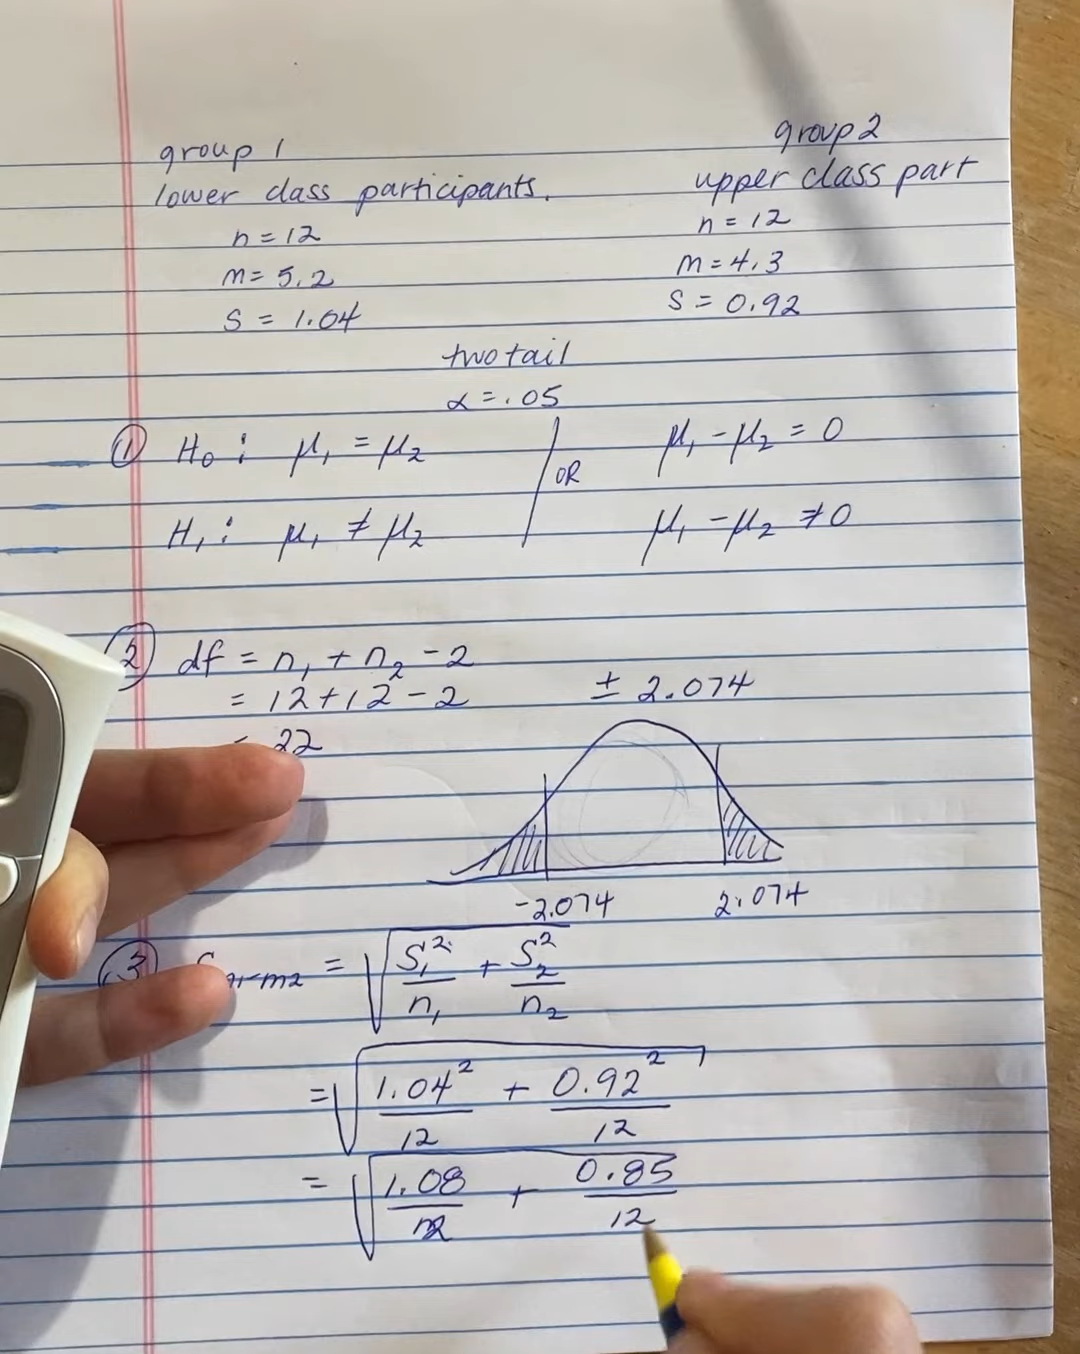 group 1
group 2
lower class participants.
upper class part
n = 12
n = 12
m = 5.2
m = 4.3
S = 1.04
S = 0.92
two tail
α = .05
① H₀ : μ₁ = μ₂
OR
μ₁ - μ₂ = 0
H₁ : μ₁ ≠ μ₂
μ₁ - μ₂ ≠ 0
② df = n₁ + n₂ - 2
= 12 + 12 - 2
= 22
± 2.074
-2.074
2.074
③ m2 = √ S₁²/n₁ + S₂²/n₂
= √ 1.04²/12 + 0.92²/12
= √ 1.08/12 + 0.85/12